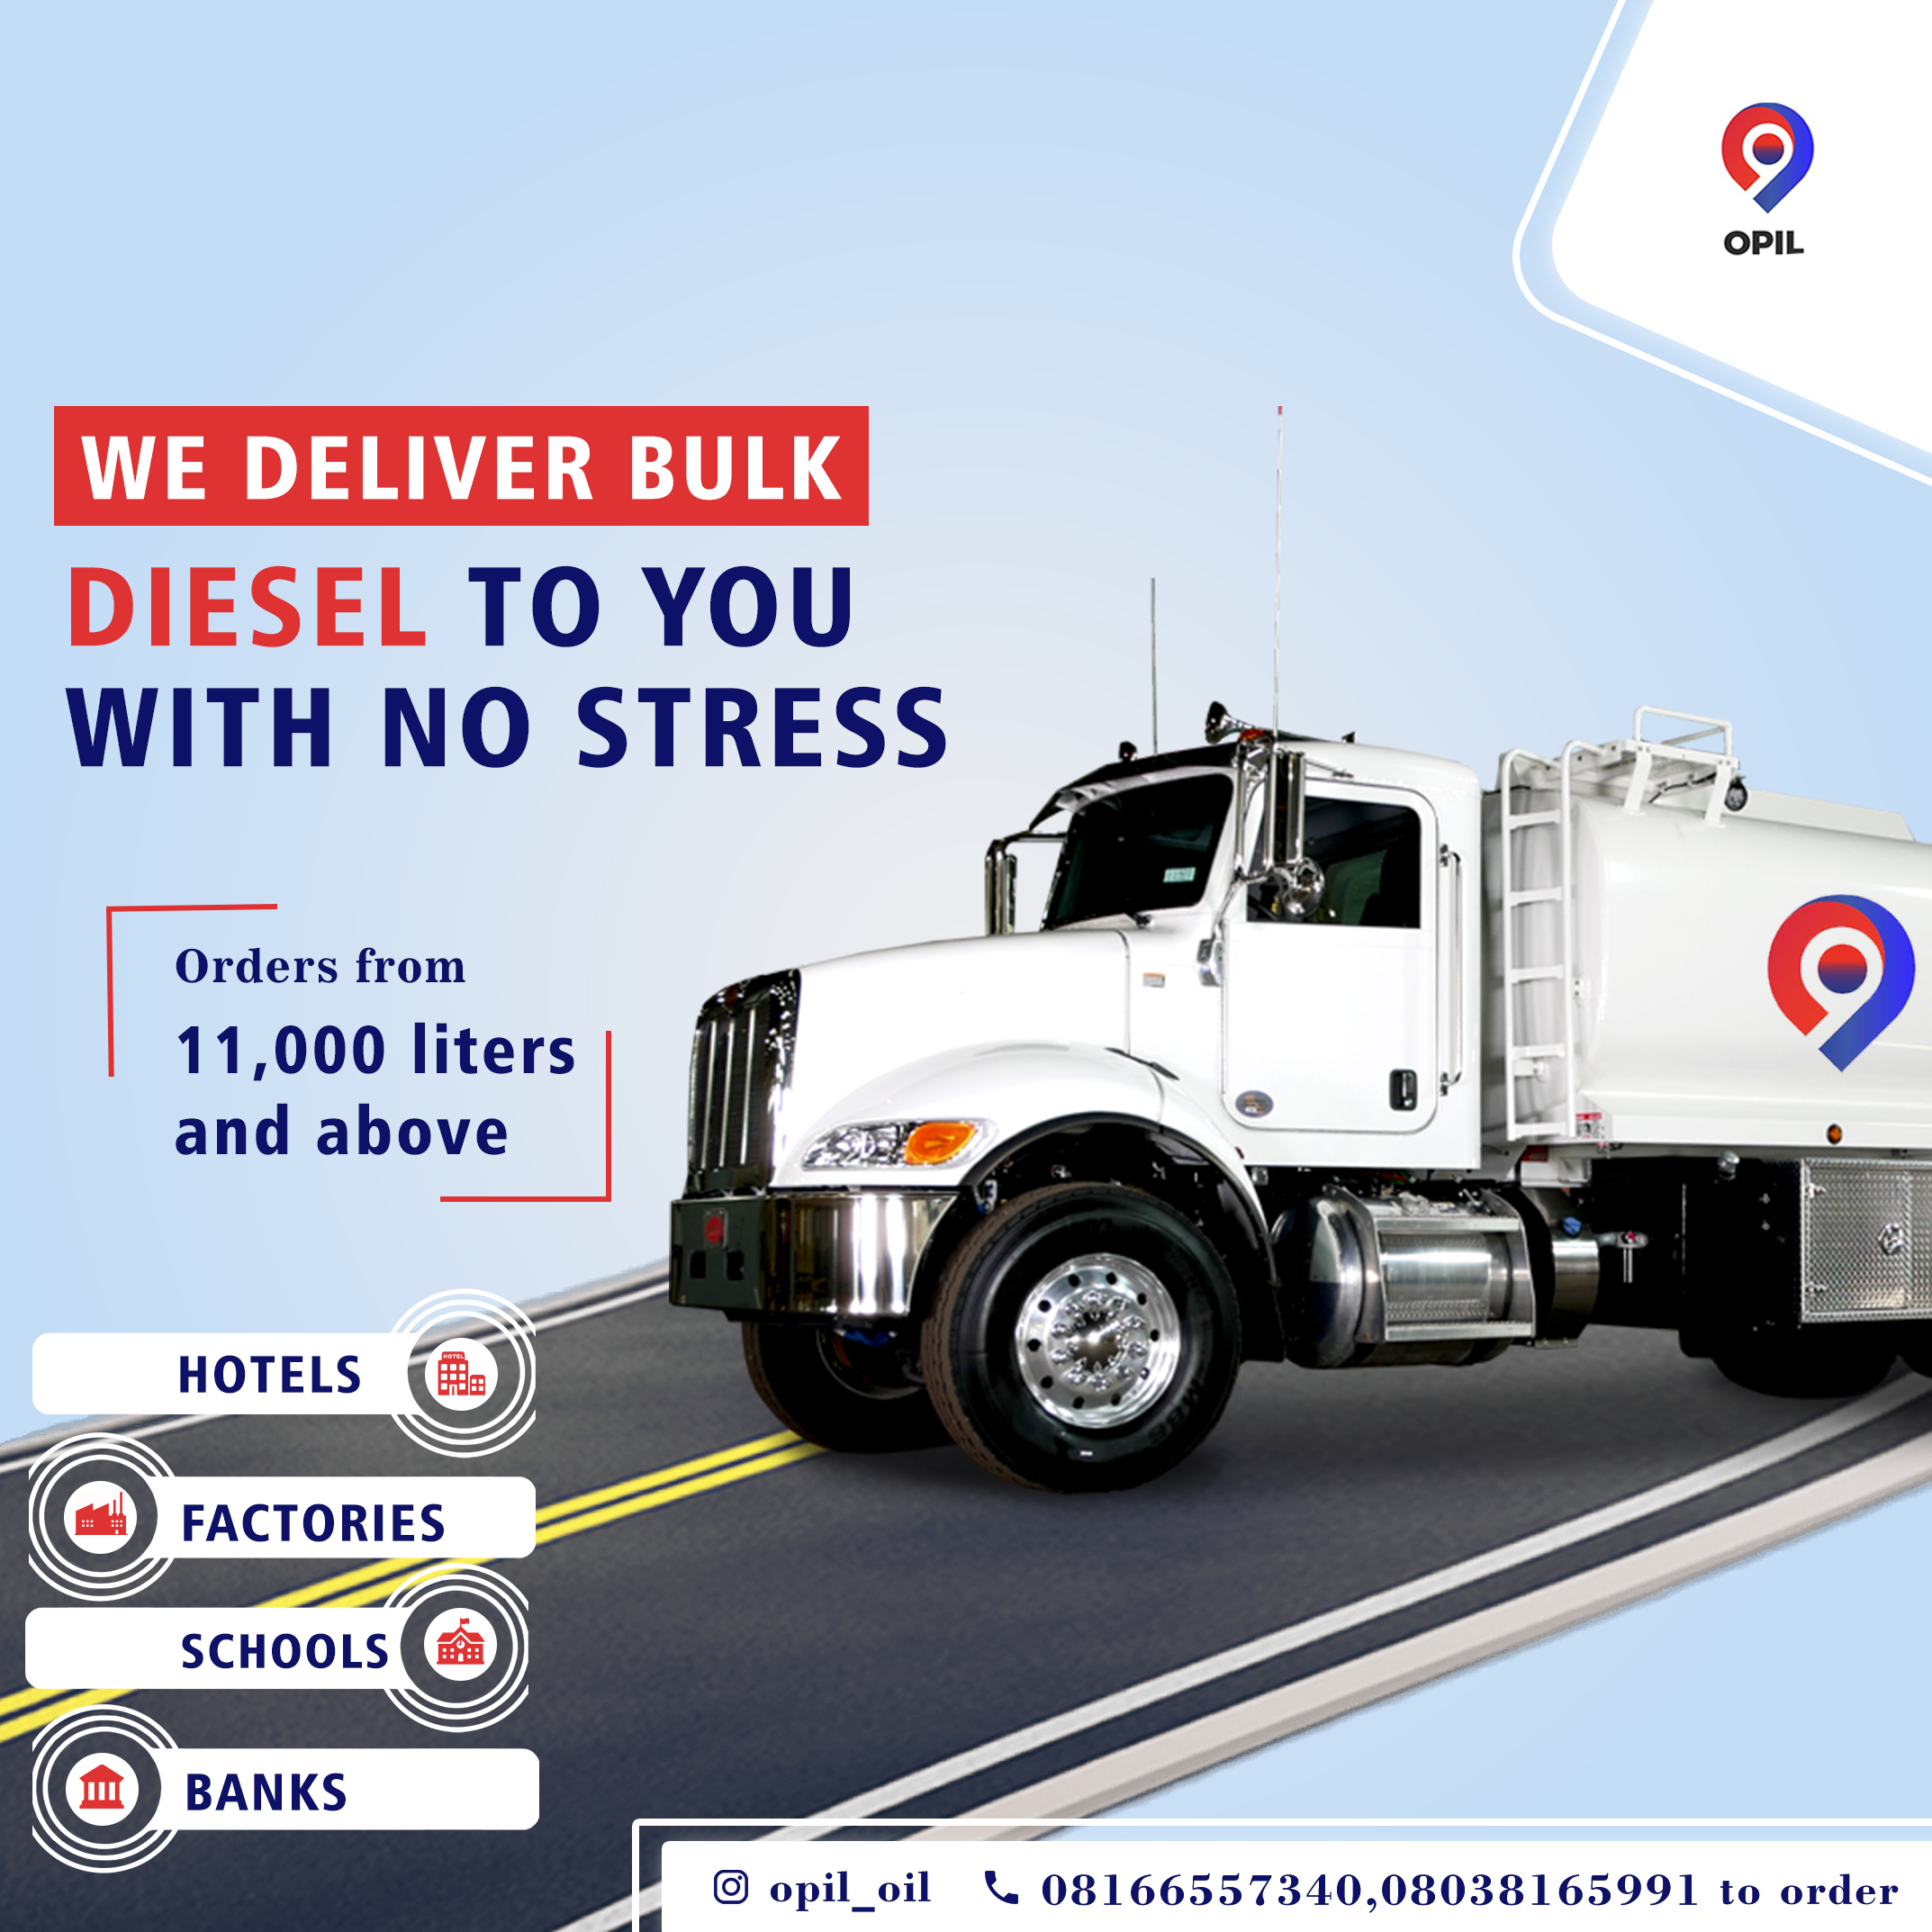 OPIL
WE DELIVER BULK
DIESEL TO YOU
WITH NO STRESS
Orders from
11,000 liters
and above
HOTELS
HOTEL
FACTORIES
SCHOOLS
BANKS
opil_oil 08166557340,08038165991 to order